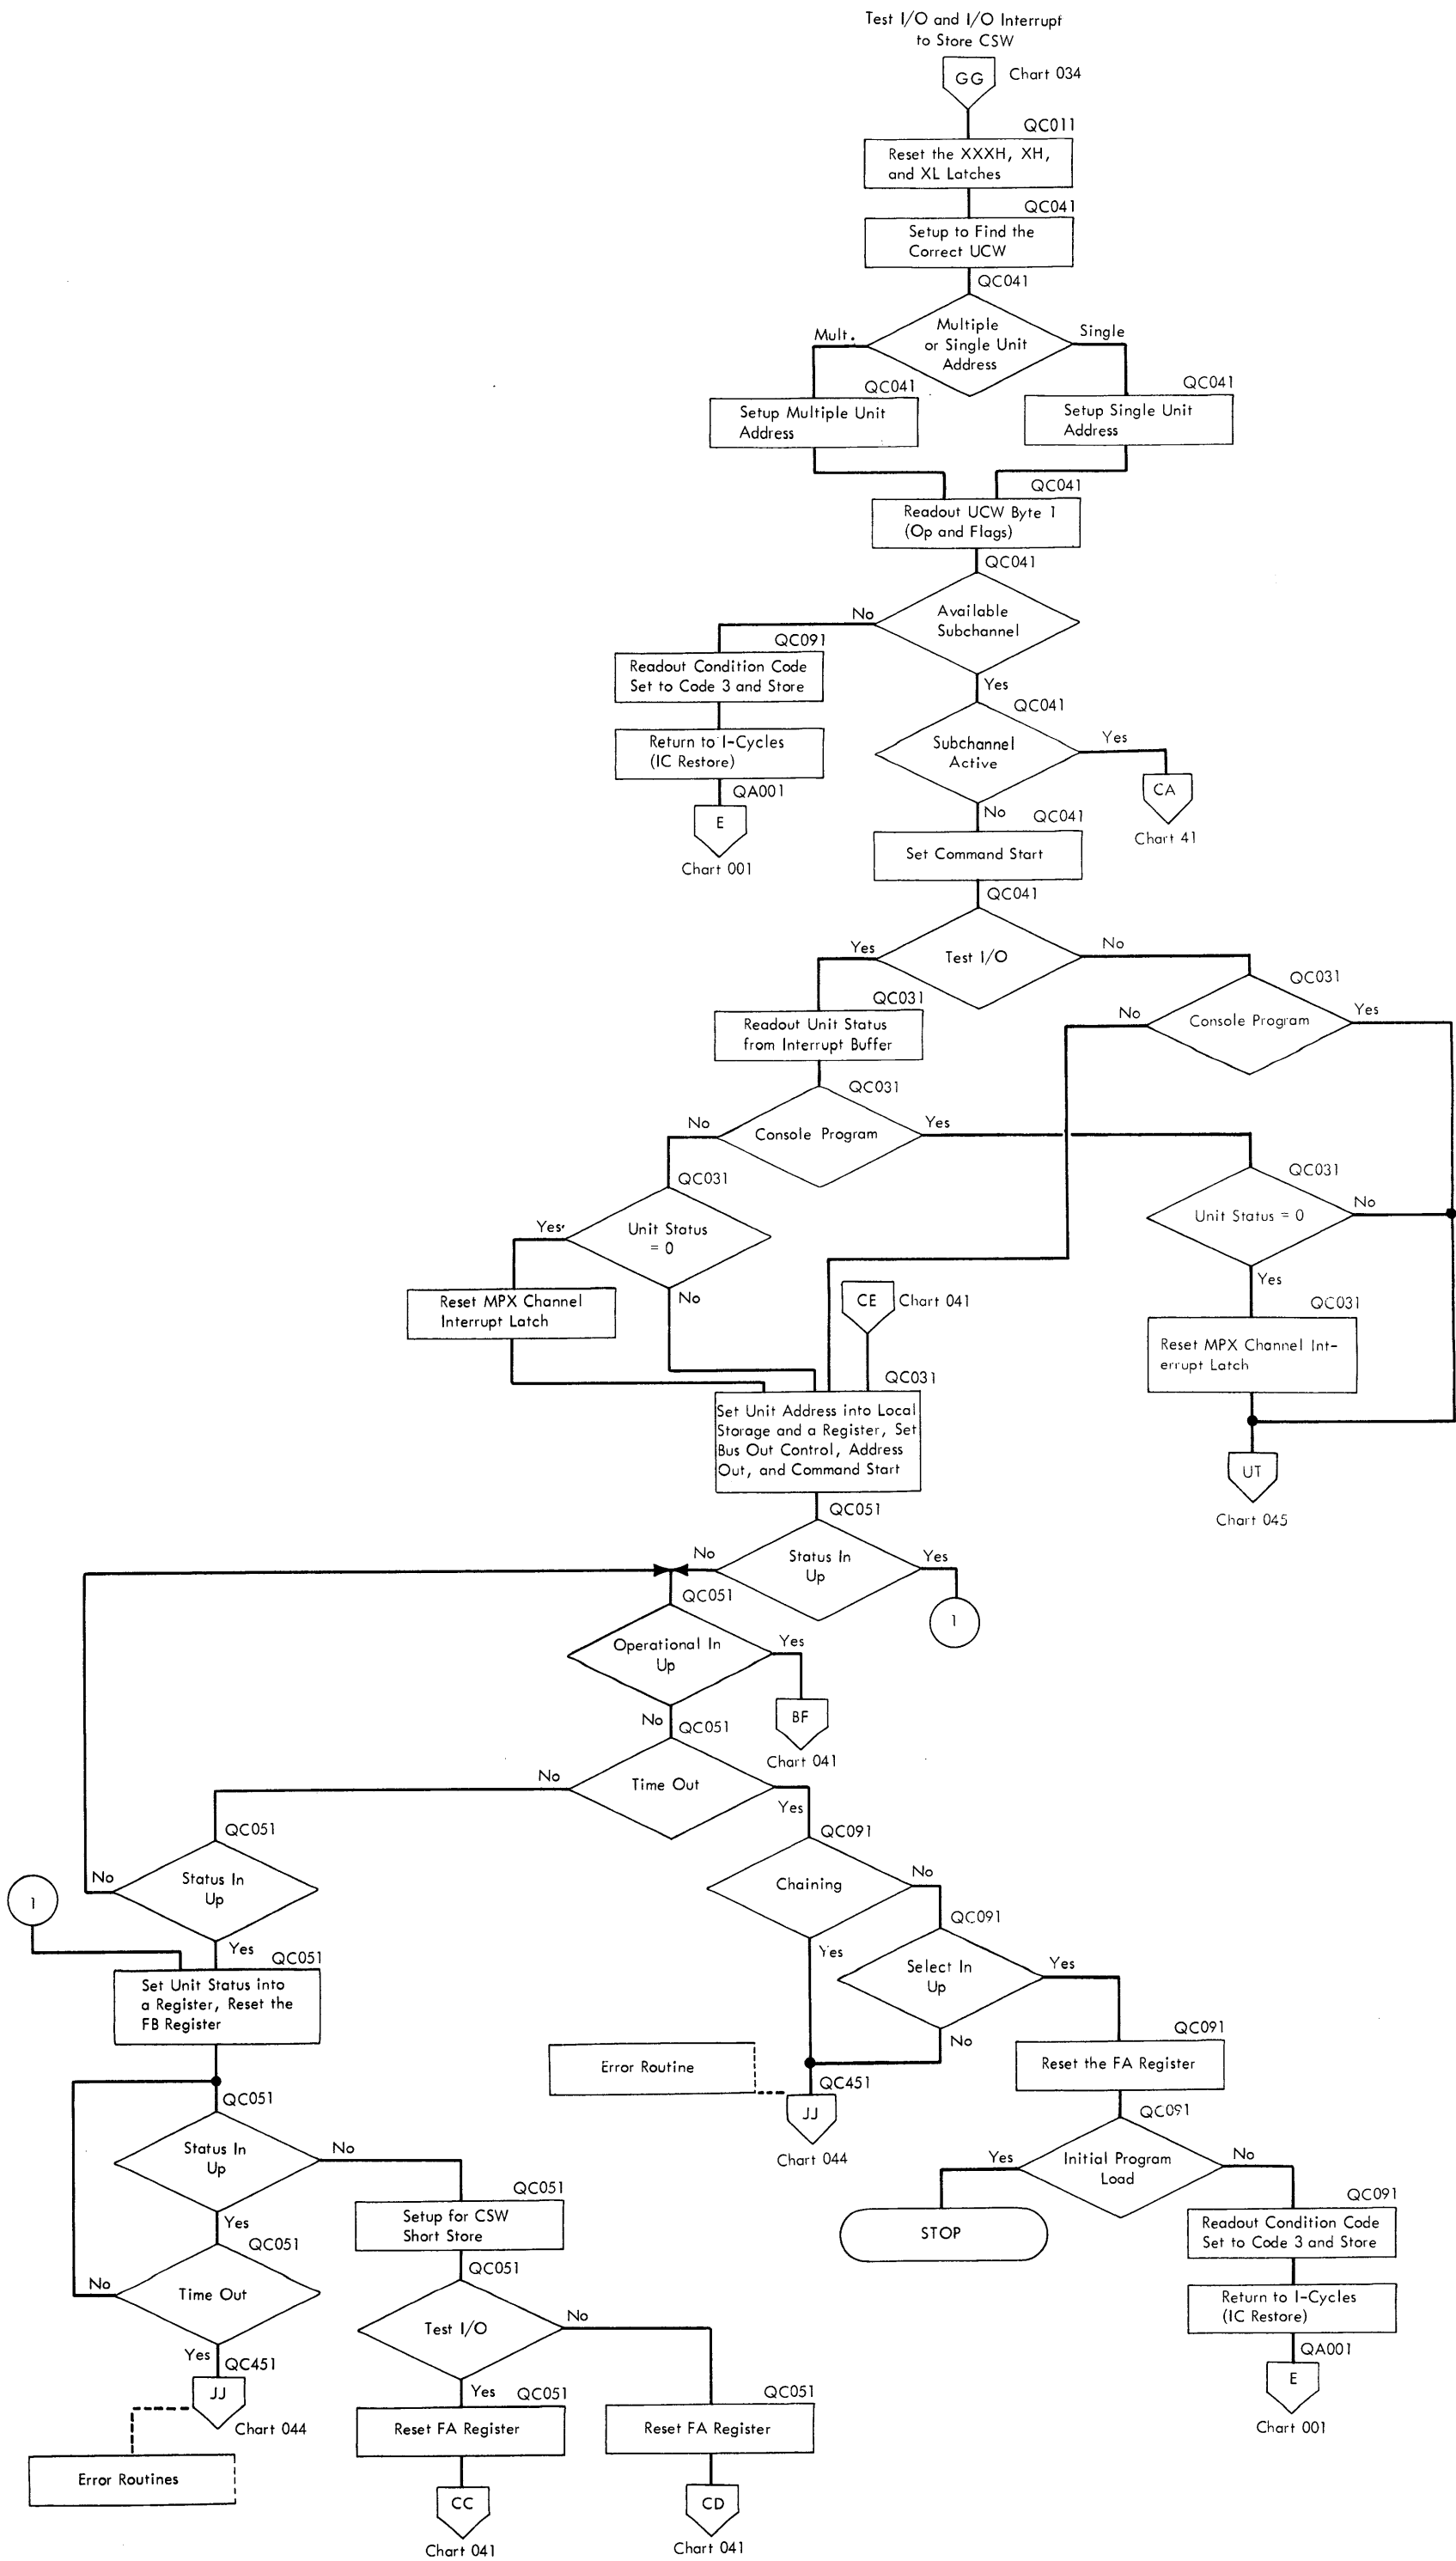 Test I/O and I/O Interrupt
to Store CSW
GG
Chart 034
QC011
Reset the XXXH, XH,
and XL Latches
QC041
Setup to Find the
Correct UCW
QC041
Multiple
or Single Unit
Address
Mult.
Single
QC041
Setup Multiple Unit
Address
QC041
Setup Single Unit
Address
QC041
Readout UCW Byte 1
(Op and Flags)
QC041
Available
Subchannel
No
Yes
QC091
Readout Condition Code
Set to Code 3 and Store
Return to I-Cycles
(IC Restore)
QA001
E
Chart 001
QC041
Subchannel
Active
Yes
CA
Chart 41
No
QC041
Set Command Start
QC041
Test I/O
Yes
No
QC031
Readout Unit Status
from Interrupt Buffer
QC031
Console Program
No
Yes
QC031
Console Program
No
Yes
QC031
Unit Status
= 0
Yes
No
QC031
Unit Status = 0
No
Yes
Reset MPX Channel
Interrupt Latch
CE
Chart 041
QC031
Reset MPX Channel Int-
errupt Latch
UT
Chart 045
QC031
Set Unit Address into Local
Storage and a Register, Set
Bus Out Control, Address
Out, and Command Start
QC051
Status In
Up
No
Yes
1
QC051
Operational In
Up
Yes
BF
Chart 041
No
QC051
Time Out
No
Yes
QC051
Status In
Up
No
Yes
1
QC051
Set Unit Status into
a Register, Reset the
FB Register
QC091
Chaining
No
Yes
QC091
Select In
Up
Yes
No
Error Routine
QC451
JJ
Chart 044
QC091
Reset the FA Register
QC091
Initial Program
Load
Yes
No
STOP
QC091
Readout Condition Code
Set to Code 3 and Store
Return to I-Cycles
(IC Restore)
QA001
E
Chart 001
QC051
Status In
Up
No
Yes
QC051
Time Out
No
Yes
QC451
JJ
Chart 044
Error Routines
QC051
Setup for CSW
Short Store
QC051
Test I/O
No
Yes
QC051
Reset FA Register
CC
Chart 041
QC051
Reset FA Register
CD
Chart 041